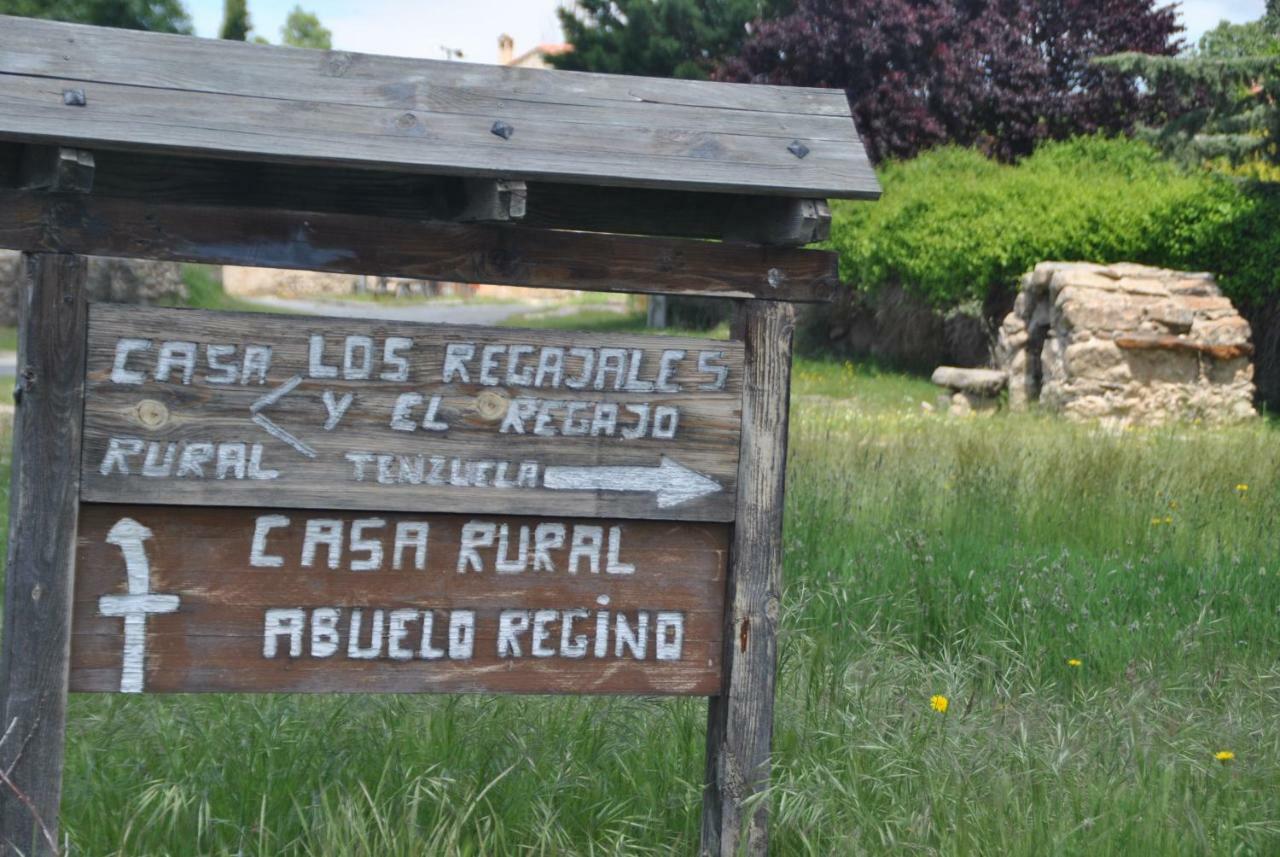 CASA LOS REGAJALES
Y EL REGAJO
RURAL TENZUELA
CASA RURAL
ABUELO REGINO